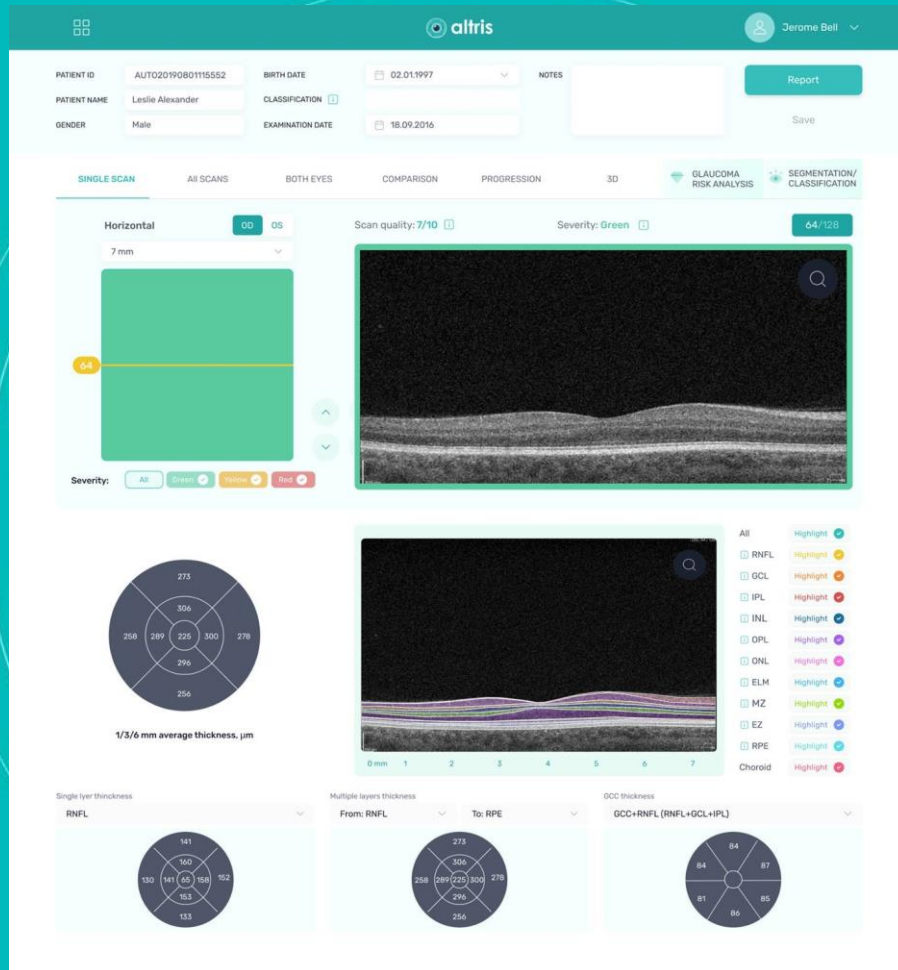 altris
Jerome Bell
PATIENT ID AUTO20190801115552 BIRTH DATE 02.01.1997 NOTES Report
PATIENT NAME Leslie Alexander CLASSIFICATION
GENDER Male EXAMINATION DATE 18.09.2016 Save
SINGLE SCAN All SCANS BOTH EYES COMPARISON PROGRESSION 3D GLAUCOMA RISK ANALYSIS SEGMENTATION/ CLASSIFICATION
Horizontal OD OS Scan quality: 7/10 Severity: Green 64/128
7 mm
64
Severity: All Green Yellow Red
273
306
258 289 225 300 278
296
256
1/3/6 mm average thickness, µm
0 mm 1 2 3 4 5 6 7
All Highlight
RNFL Highlight
GCL Highlight
IPL Highlight
INL Highlight
OPL Highlight
ONL Highlight
ELM Highlight
MZ Highlight
EZ Highlight
RPE Highlight
Choroid Highlight
Single lyer thinckness Multiple layers thickness GCC thickness
RNFL From: RNFL To: RPE GCC+RNFL (RNFL+GCL+IPL)
141
160
130 141 65 158 152
153
133
273
306
258 289 225 300 278
296
256
84
84 87
81 85
86